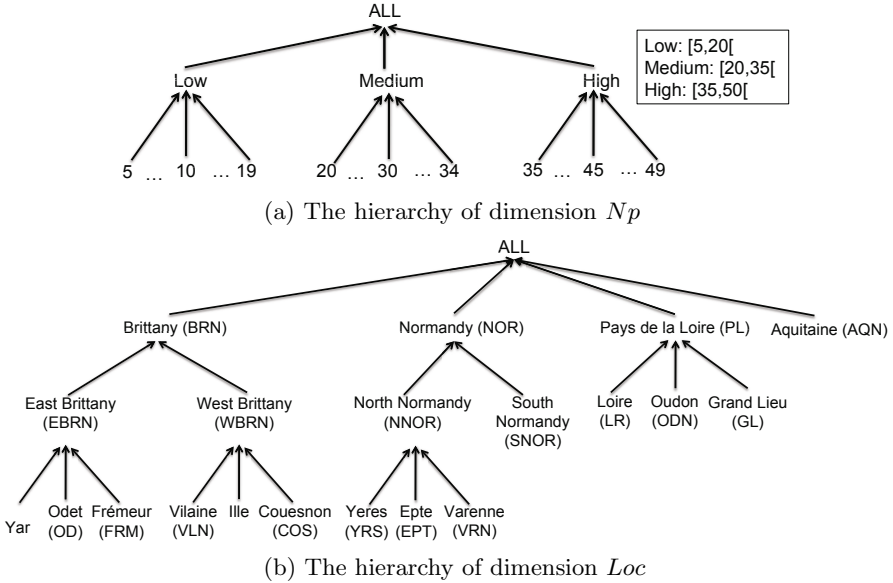 ALL
Low: [5,20[
Medium: [20,35[
High: [35,50[
Low Medium High
5 ... 10 ... 19 20 ... 30 ... 34 35 ... 45 ... 49
(a) The hierarchy of dimension Np
ALL
Brittany (BRN) Normandy (NOR) Pays de la Loire (PL) Aquitaine (AQN)
East Brittany West Brittany North Normandy South Loire Oudon Grand Lieu
(EBRN) (WBRN) (NNOR) Normandy (LR) (ODN) (GL)
(SNOR)
Yar Odet Frémeur Vilaine Ille Couesnon Yeres Epte Varenne
(OD) (FRM) (VLN) (COS) (YRS) (EPT) (VRN)
(b) The hierarchy of dimension Loc